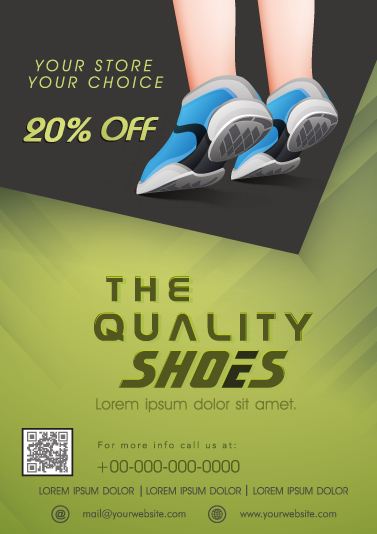 YOUR STORE
YOUR CHOICE
20% OFF
THE
QUALITY
SHOES
Lorem ipsum dolor sit amet.
For more info call us at:
+00-000-000-0000
LOREM IPSUM DOLOR | LOREM IPSUM DOLOR | LOREM IPSUM DOLOR
mail@yourwebsite.com www.yourwebsite.com